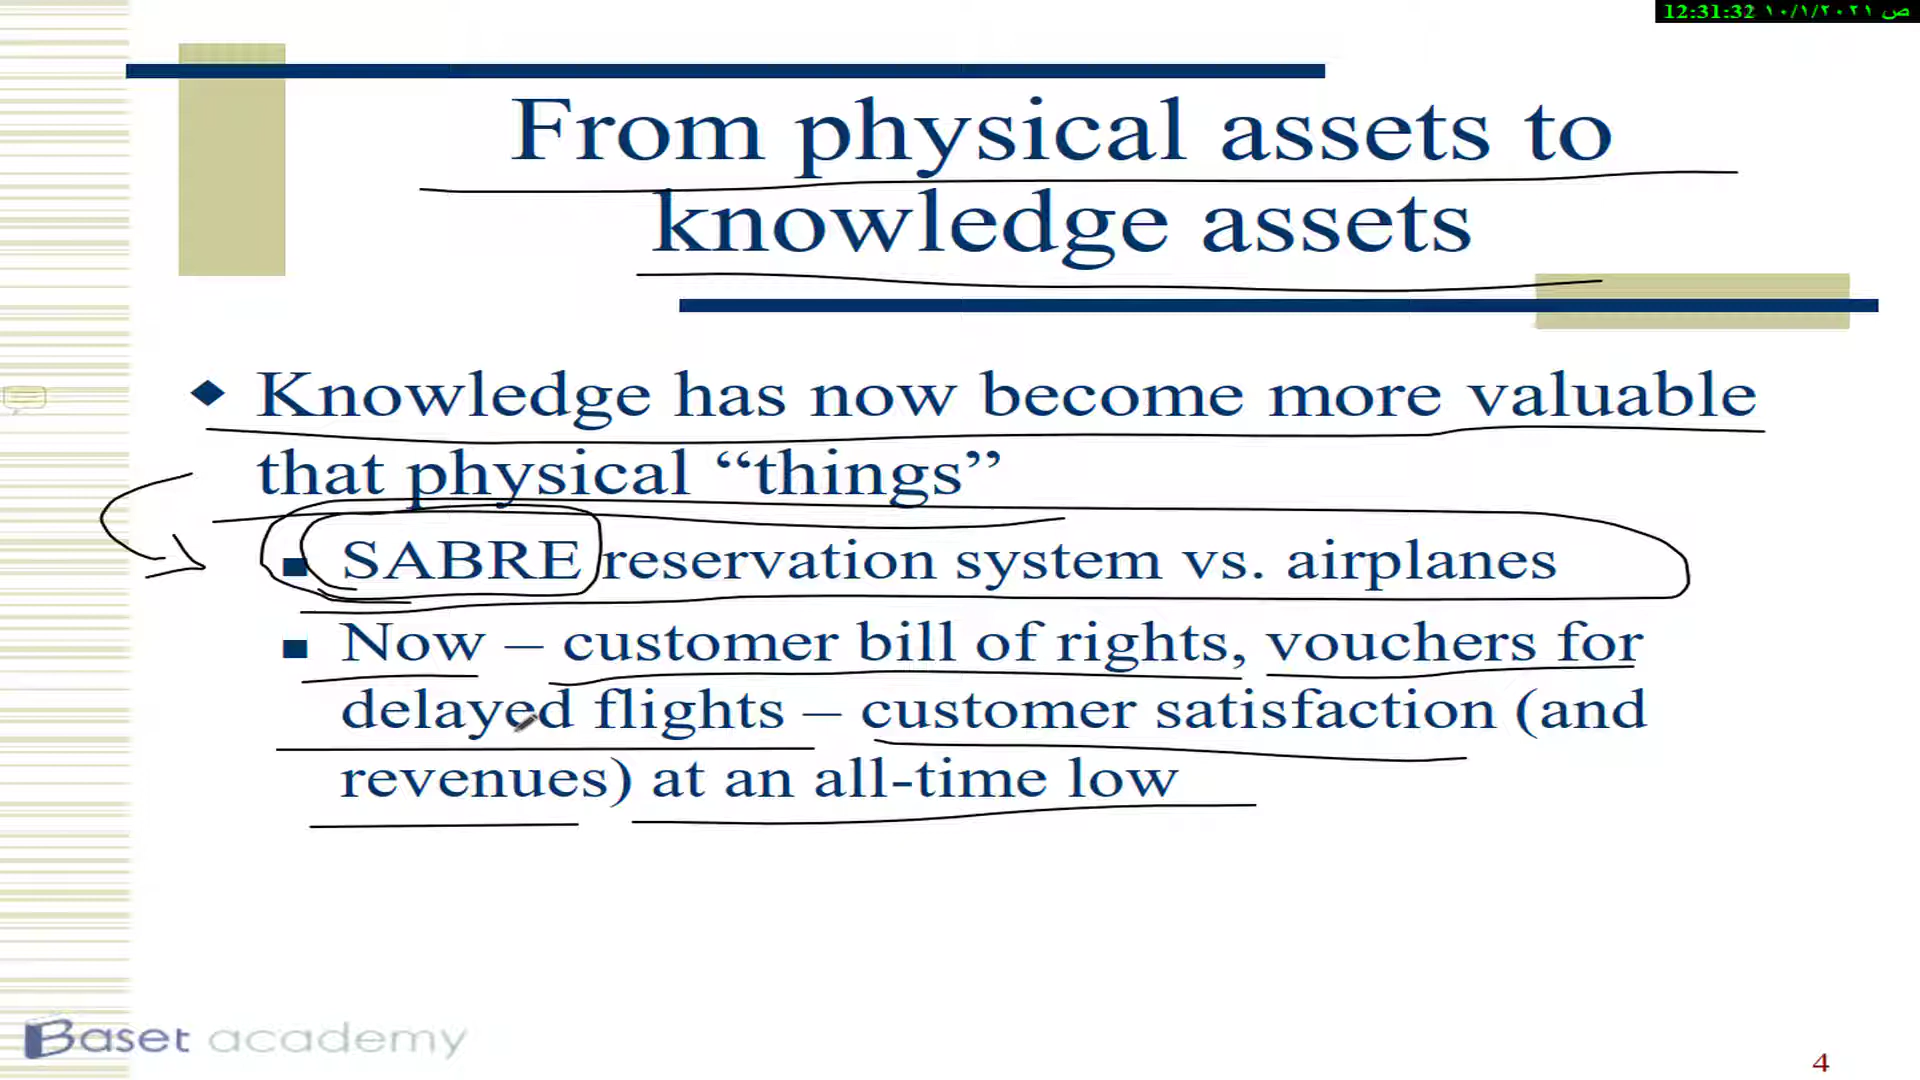 12:31:32 ١٠/١/٢٠٢١ ص
From physical assets to
knowledge assets
Knowledge has now become more valuable
that physical “things”
SABRE reservation system vs. airplanes
Now – customer bill of rights, vouchers for
delayed flights – customer satisfaction (and
revenues) at an all-time low
Baset academy
4